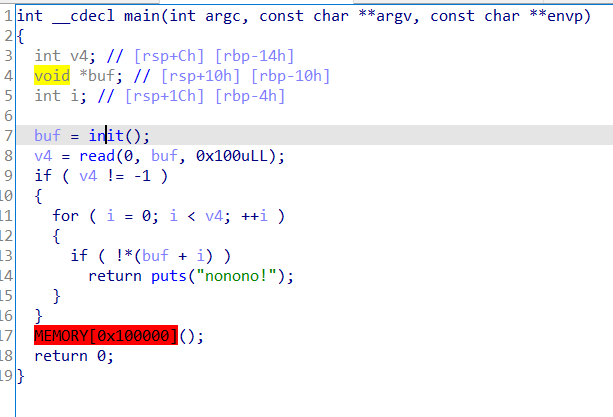 1 int __cdecl main(int argc, const char **argv, const char **envp)
2 {
3 int v4; // [rsp+Ch] [rbp-14h]
4 void *buf; // [rsp+10h] [rbp-10h]
5 int i; // [rsp+1Ch] [rbp-4h]
6
7 buf = init();
8 v4 = read(0, buf, 0x100uLL);
9 if ( v4 != -1 )
10 {
11 for ( i = 0; i < v4; ++i )
12 {
13 if ( !*(buf + i) )
14 return puts("nonono!");
15 }
16 }
17 MEMORY[0x100000]();
18 return 0;
19 }